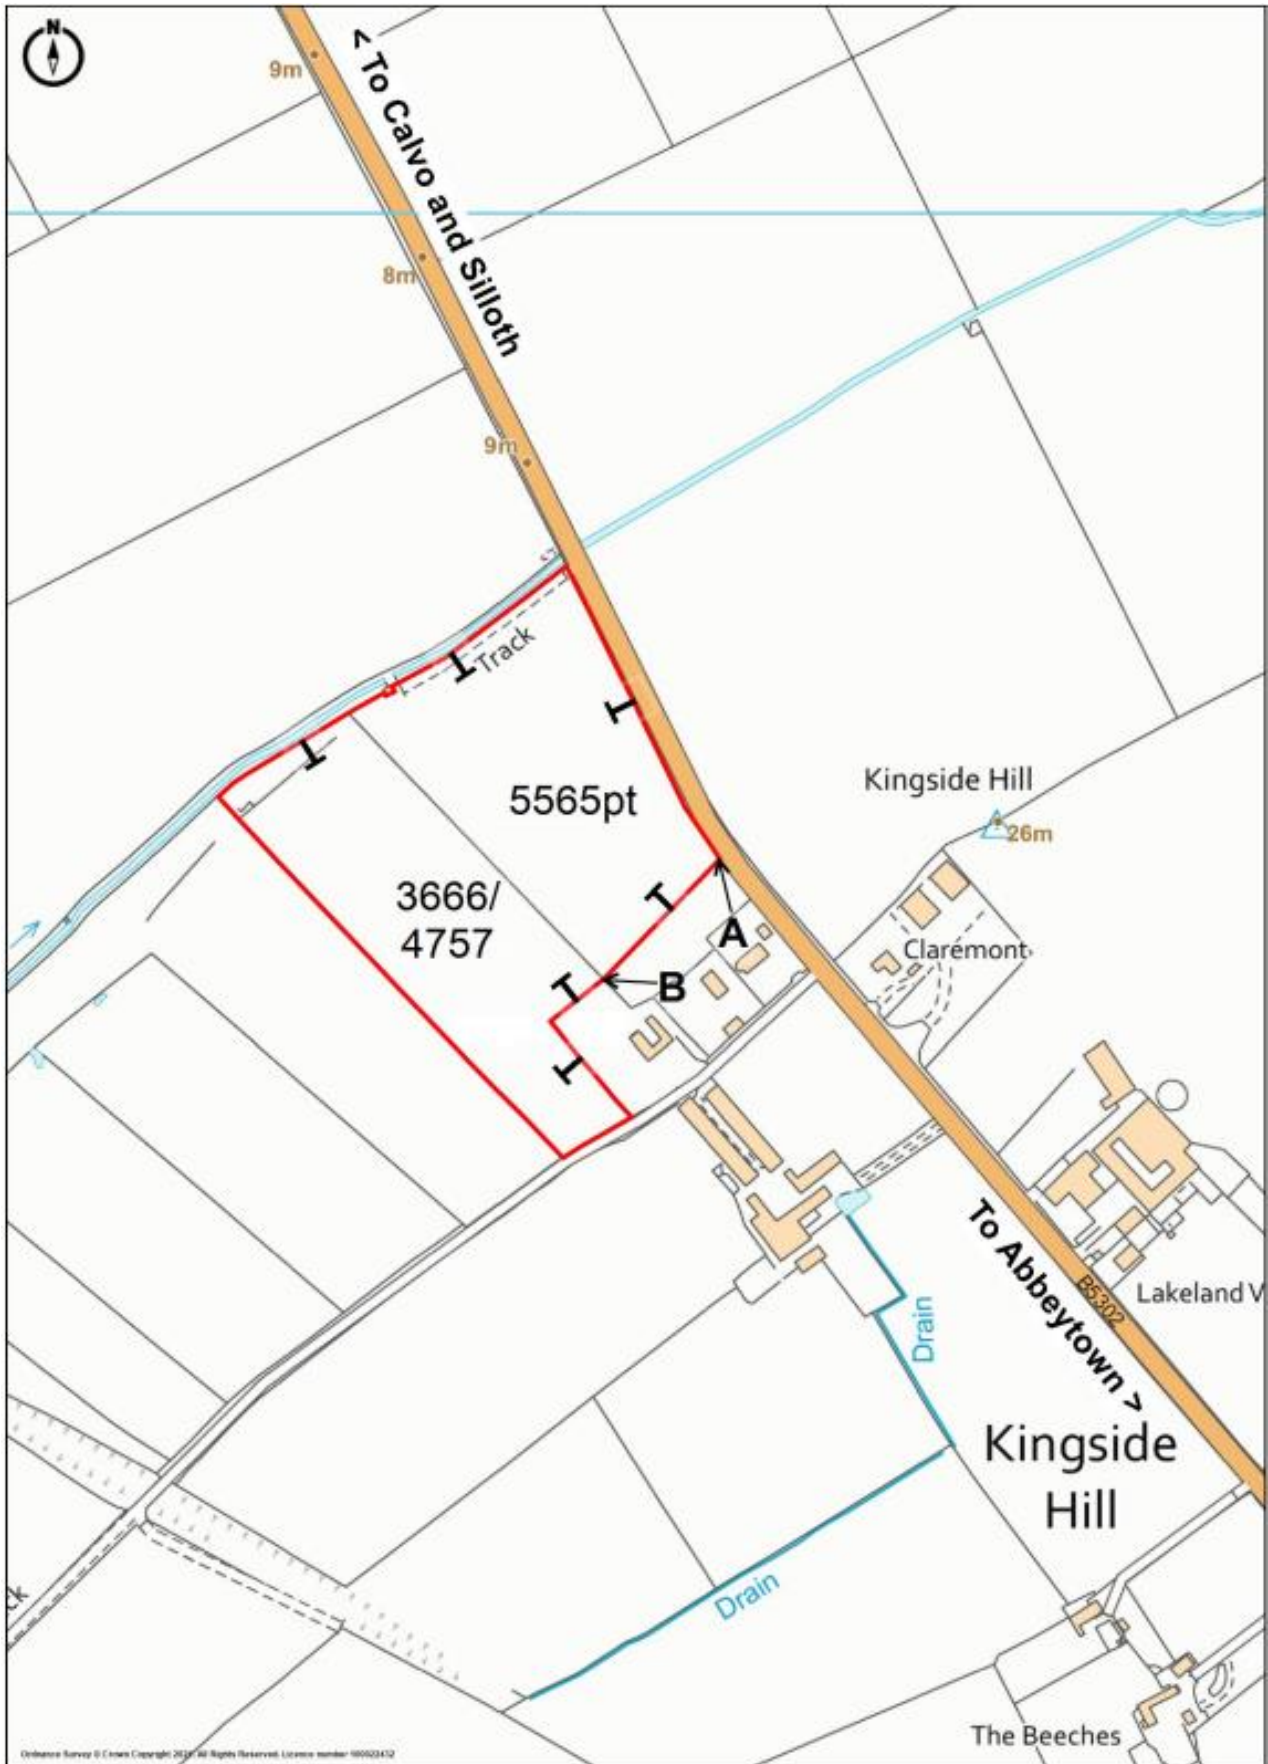 N
9m
< To Calvo and Silloth
8m
9m
Track
5565pt
Kingside Hill
26m
3666/
4757
A
Claremont
B
To Abbeytown >
B5302
Lakeland V
Drain
Kingside
Hill
Drain
ck
The Beeches